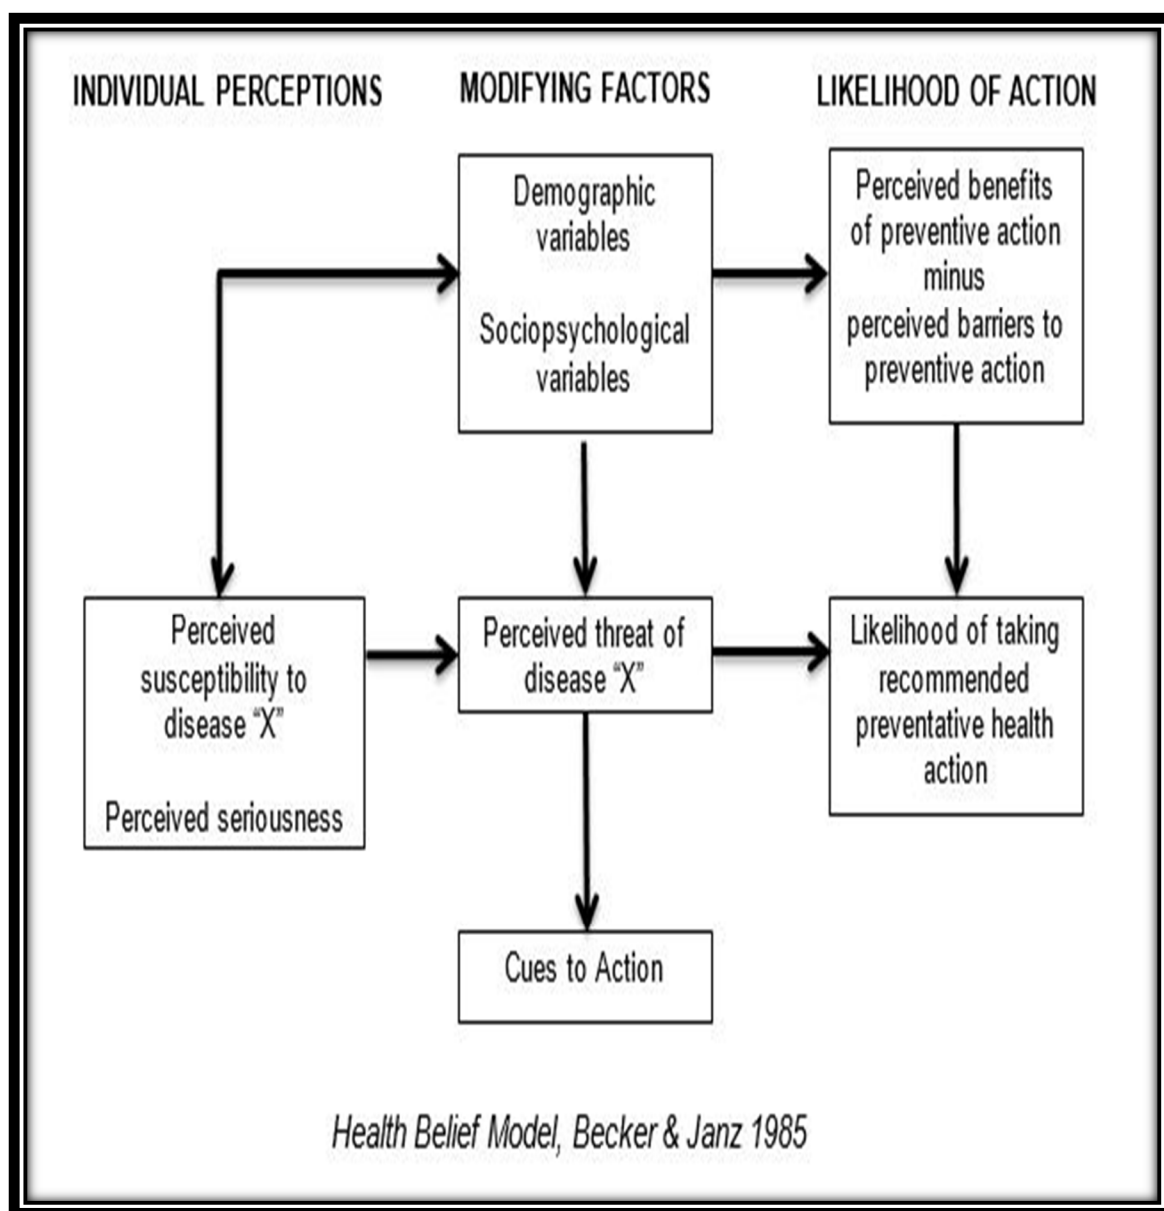 INDIVIDUAL PERCEPTIONS
MODIFYING FACTORS
LIKELIHOOD OF ACTION
Demographic
variables
Sociopsychological
variables
Perceived benefits
of preventive action
minus
perceived barriers to
preventive action
Perceived
susceptibility to
disease “X”
Perceived seriousness
Perceived threat of
disease “X”
Likelihood of taking
recommended
preventative health
action
Cues to Action
Health Belief Model, Becker & Janz 1985